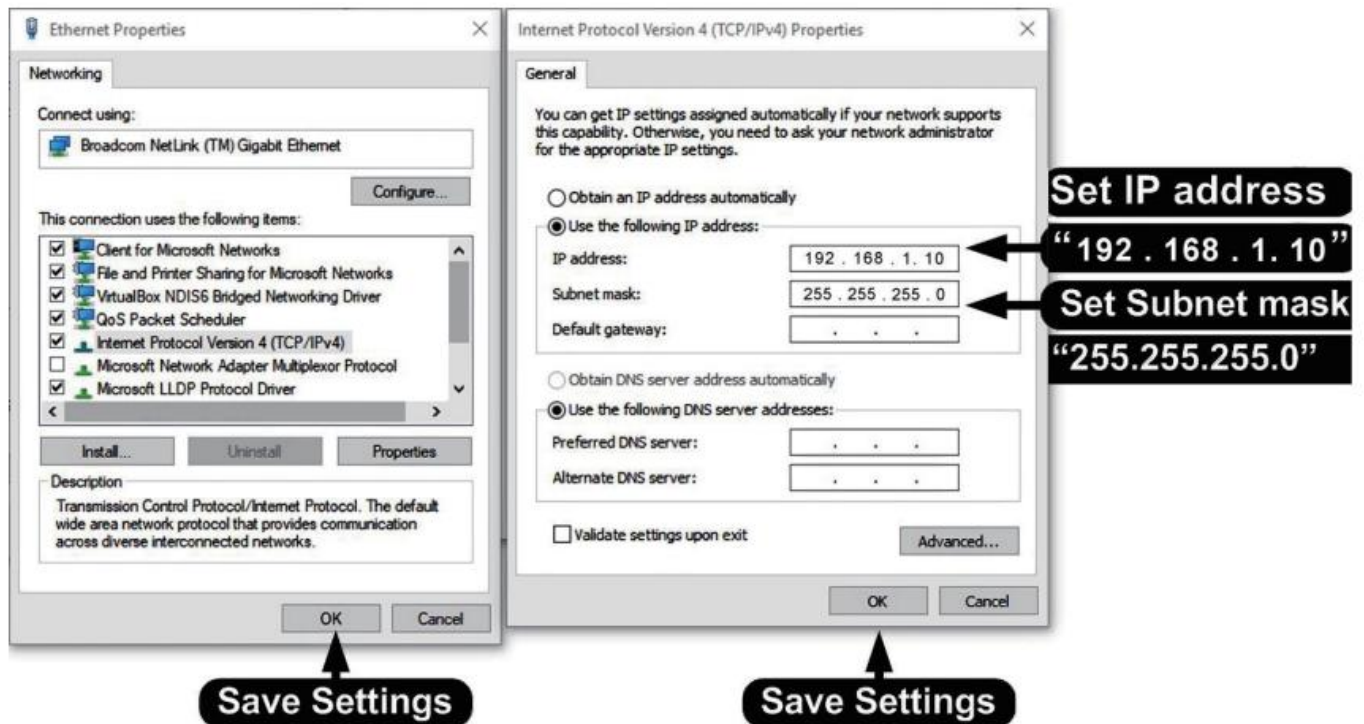 Ethernet Properties
Networking
Connect using:
Broadcom NetLink (TM) Gigabit Ethernet
Configure...
This connection uses the following items:
Client for Microsoft Networks
File and Printer Sharing for Microsoft Networks
VirtualBox NDIS6 Bridged Networking Driver
QoS Packet Scheduler
Internet Protocol Version 4 (TCP/IPv4)
Microsoft Network Adapter Multiplexor Protocol
Microsoft LLDP Protocol Driver
Install...
Uninstall
Properties
Description
Transmission Control Protocol/Internet Protocol. The default
wide area network protocol that provides communication
across diverse interconnected networks.
OK
Cancel
Save Settings
Internet Protocol Version 4 (TCP/IPv4) Properties
General
You can get IP settings assigned automatically if your network supports
this capability. Otherwise, you need to ask your network administrator
for the appropriate IP settings.
Obtain an IP address automatically
Use the following IP address:
IP address:
192 . 168 . 1. 10
Subnet mask:
255 . 255 . 255 . 0
Default gateway:
. . .
Obtain DNS server address automatically
Use the following DNS server addresses:
Preferred DNS server:
. . .
Alternate DNS server:
. . .
Validate settings upon exit
Advanced...
OK
Cancel
Save Settings
Set IP address
“192 . 168 . 1. 10”
Set Subnet mask
“255.255.255.0”